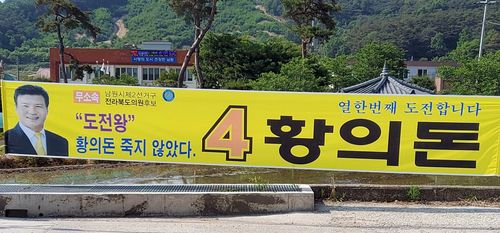 무소속
남원시제2선거구
전라북도의원후보
"도전왕"
황의돈 죽지 않았다.
4
열한번째 도전합니다
황의돈